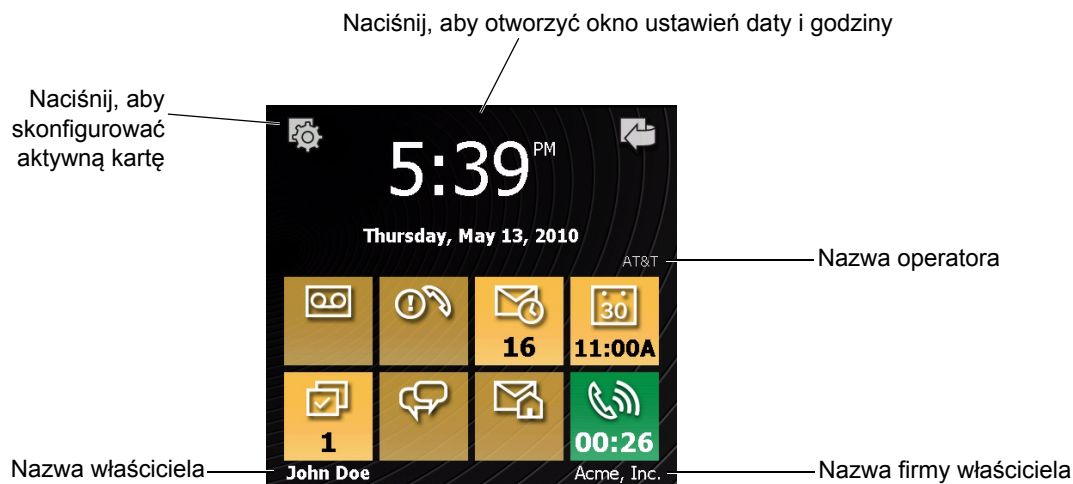 Naciśnij, aby otworzyć okno ustawień daty i godziny
Naciśnij, aby
skonfigurować
aktywną kartę
5:39 PM
Thursday, May 13, 2010
AT&T
Nazwa operatora
30
16
11:00A
1
00:26
Nazwa właściciela
John Doe
Acme, Inc.
Nazwa firmy właściciela